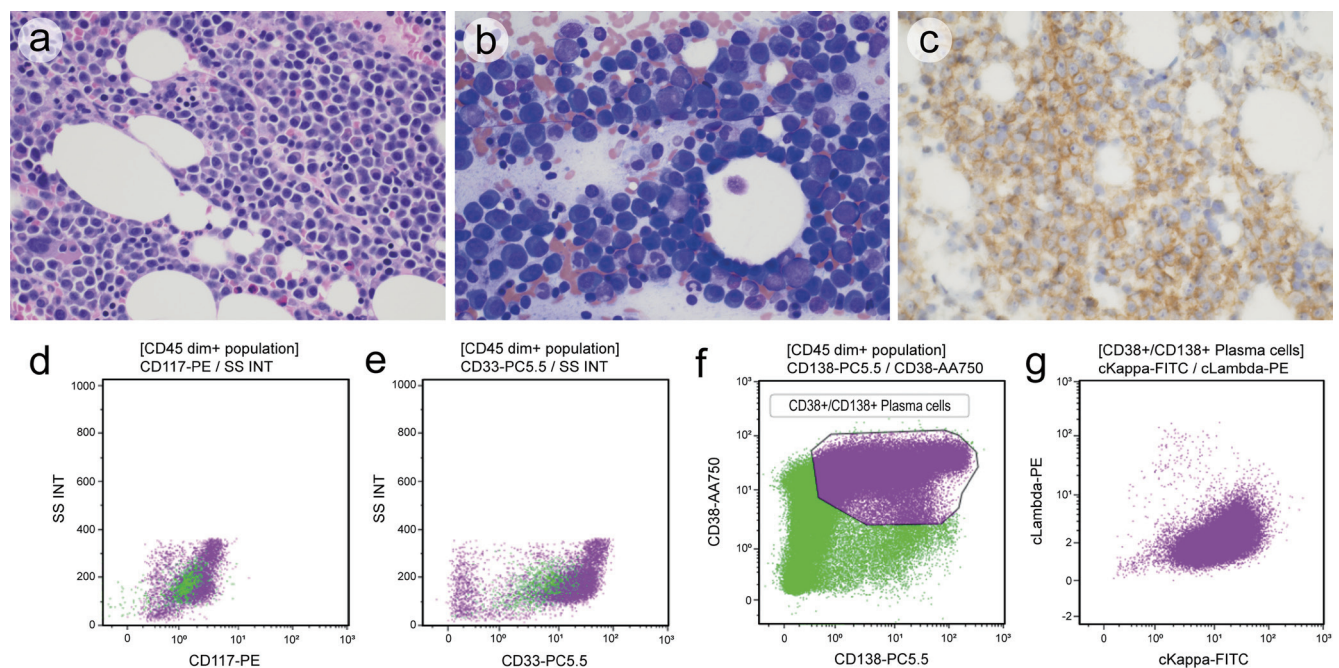 a
b
c
d
[CD45 dim+ population]
CD117-PE / SS INT
1000
800
600
SS INT
400
200
0
0
10⁰
10¹
10³
CD117-PE
e
[CD45 dim+ population]
CD33-PC5.5 / SS INT
1000
800
600
SS INT
400
200
0
0
10⁰
10¹
10³
CD33-PC5.5
f
[CD45 dim+ population]
CD138-PC5.5 / CD38-AA750
10³
CD38+/CD138+ Plasma cells
10²
10¹
CD38-AA750
10⁰
0
0
10⁰
10¹
10²
10³
CD138-PC5.5
g
[CD38+/CD138+ Plasma cells]
cKappa-FITC / cLambda-PE
10³
10²
cLambda-PE
10¹
2
0
-2
0
10⁰
10¹
10²
10³
cKappa-FITC